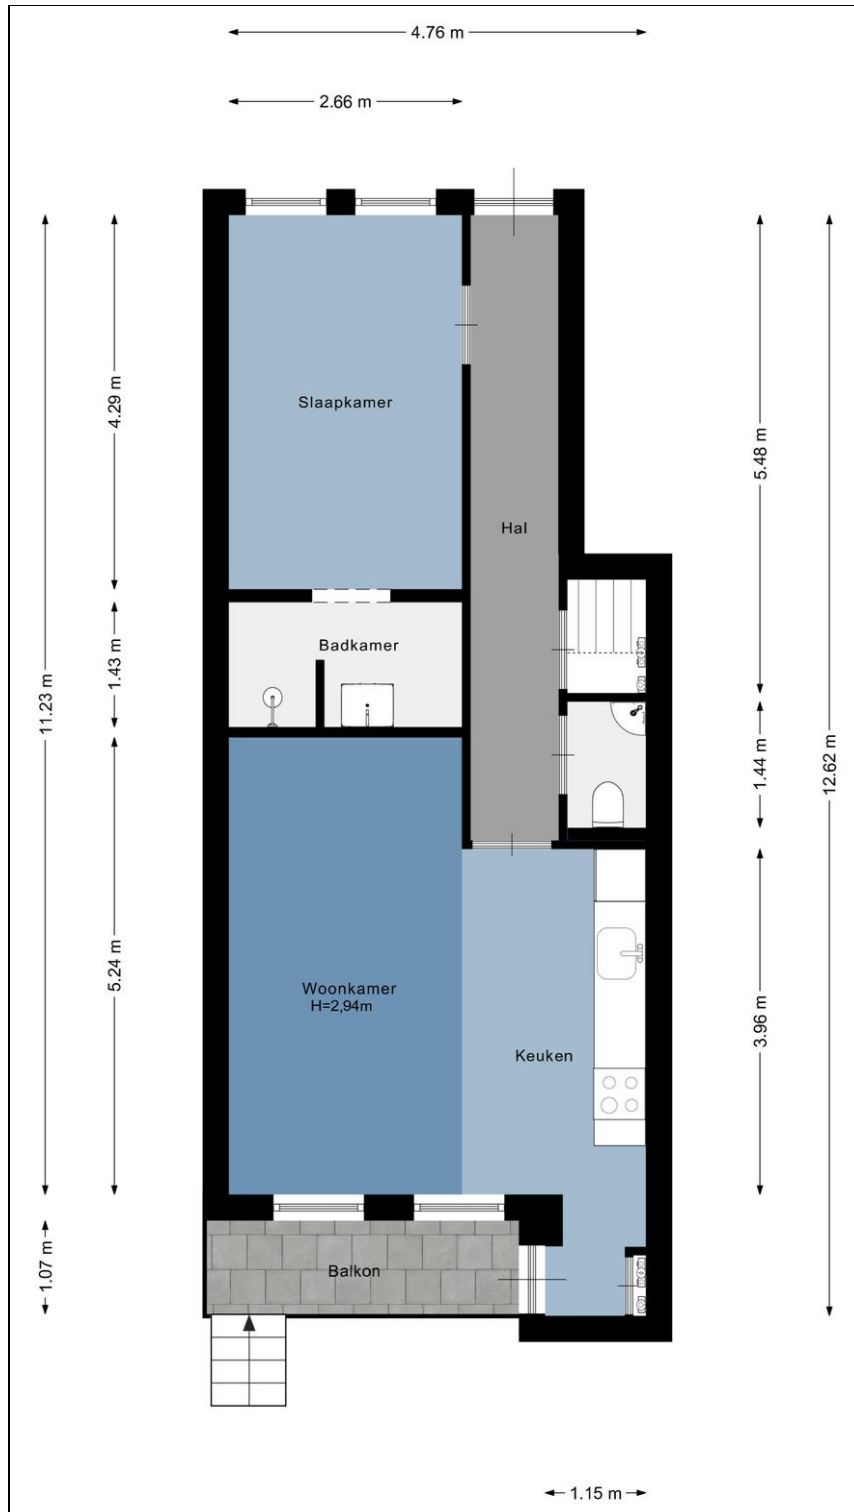 4.76 m
2.66 m
4.29 m
Slaapkamer
5.48 m
Hal
1.43 m
Badkamer
11.23 m
1.44 m
12.62 m
5.24 m
Woonkamer
H=2,94m
3.96 m
Keuken
1.07 m
Balkon
1.15 m